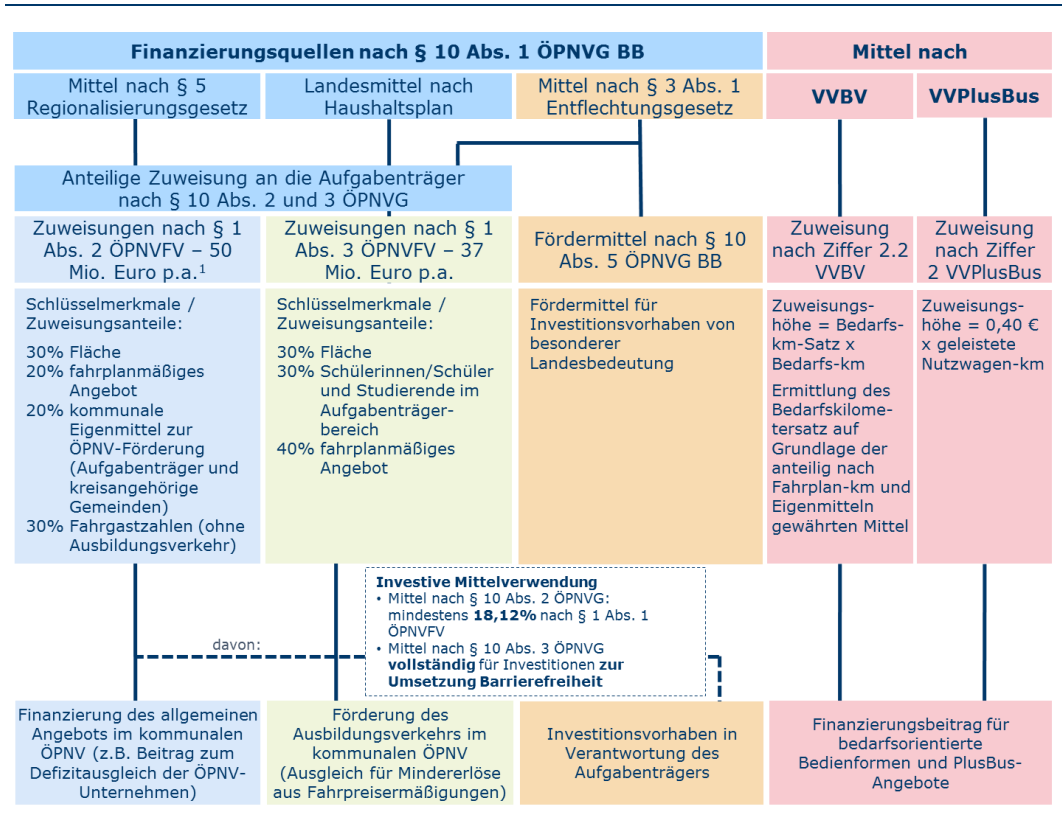 Finanzierungsquellen nach § 10 Abs. 1 ÖPNVG BB
Mittel nach
Mittel nach § 5
Regionalisierungsgesetz
Landesmittel nach
Haushaltsplan
Mittel nach § 3 Abs. 1
Entflechtungsgesetz
VVBV
VVPlusBus
Anteilige Zuweisung an die Aufgabenträger
nach § 10 Abs. 2 und 3 ÖPNVG
Zuweisungen nach § 1
Abs. 2 ÖPNVFV – 50
Mio. Euro p.a.¹
Zuweisungen nach § 1
Abs. 3 ÖPNVFV – 37
Mio. Euro p.a.
Fördermittel nach § 10
Abs. 5 ÖPNVG BB
Zuweisung
nach Ziffer 2.2
VVBV
Zuweisung
nach Ziffer
2 VVPlusBus
Schlüsselmerkmale /
Zuweisungsanteile:
30% Fläche
20% fahrplanmäßiges
Angebot
20% kommunale
Eigenmittel zur
ÖPNV-Förderung
(Aufgabenträger und
kreisangehörige
Gemeinden)
30% Fahrgastzahlen (ohne
Ausbildungsverkehr)
Schlüsselmerkmale /
Zuweisungsanteile:
30% Fläche
30% Schülerinnen/Schüler
und Studierende im
Aufgabenträger-
bereich
40% fahrplanmäßiges
Angebot
Fördermittel für
Investitionsvorhaben von
besonderer
Landesbedeutung
Zuweisungs-
höhe = Bedarfs-
km-Satz x
Bedarfs-km
Ermittlung des
Bedarfskilome-
tersatz auf
Grundlage der
anteilig nach
Fahrplan-km und
Eigenmitteln
gewährten Mittel
Zuweisungs-
höhe = 0,40 €
x geleistete
Nutzwagen-km
Investive Mittelverwendung
• Mittel nach § 10 Abs. 2 ÖPNVG:
mindestens 18,12% nach § 1 Abs. 1
ÖPNVFV
• Mittel nach § 10 Abs. 3 ÖPNVG
vollständig für Investitionen zur
Umsetzung Barrierefreiheit
davon:
Finanzierung des allgemeinen
Angebots im kommunalen
ÖPNV (z.B. Beitrag zum
Defizitausgleich der ÖPNV-
Unternehmen)
Förderung des
Ausbildungsverkehrs im
kommunalen ÖPNV
(Ausgleich für Mindererlöse
aus Fahrpreisermäßigungen)
Investitionsvorhaben in
Verantwortung des
Aufgabenträgers
Finanzierungsbeitrag für
bedarfsorientierte
Bedienformen und PlusBus-
Angebote